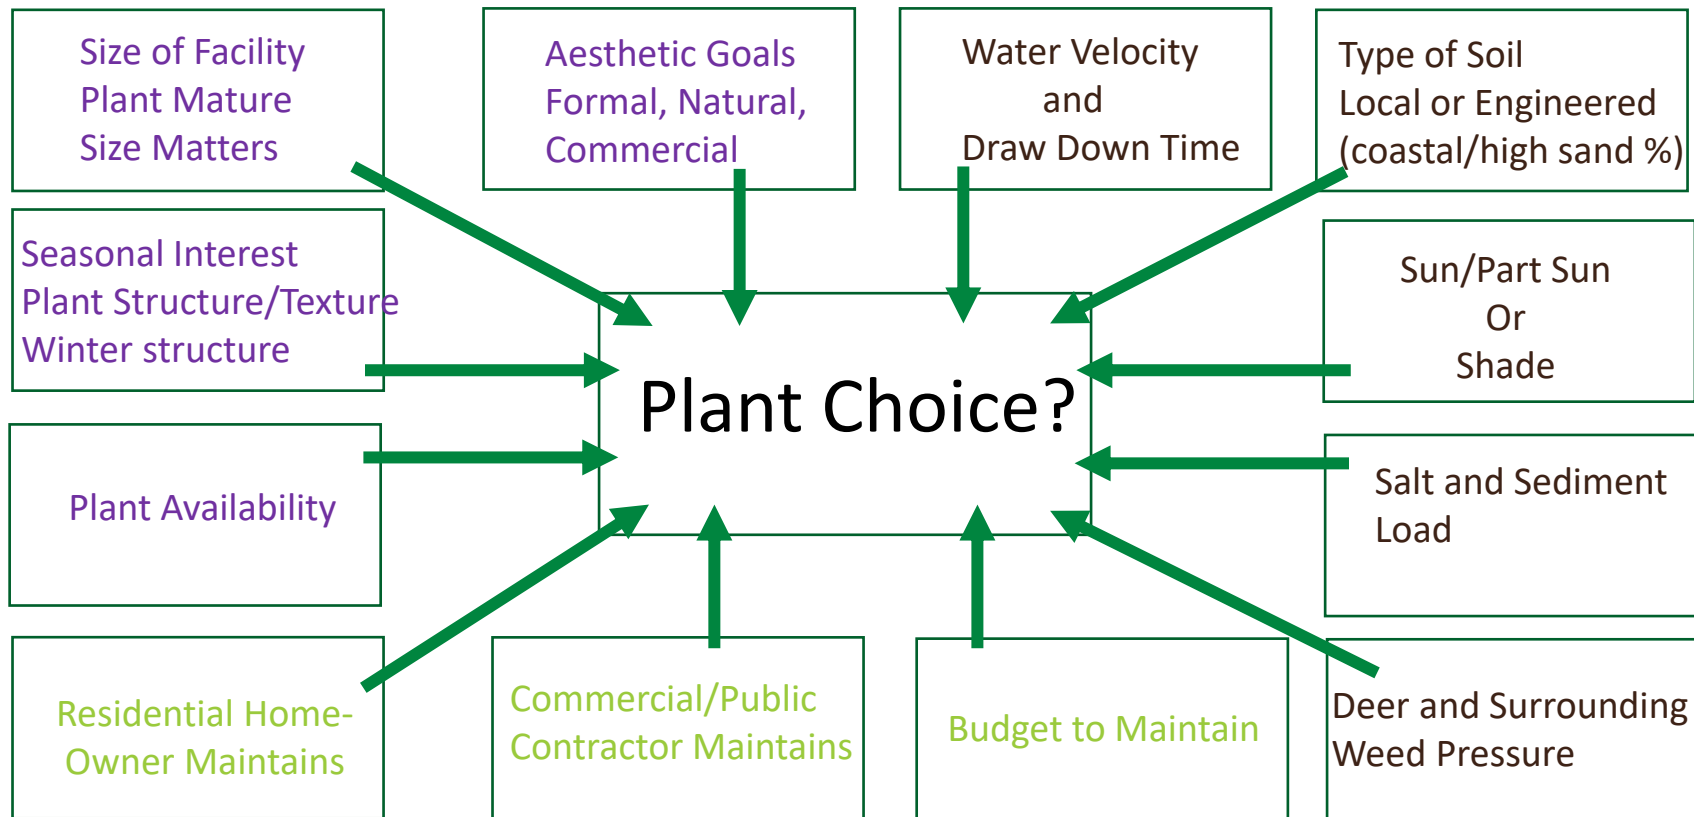 Size of Facility
Plant Mature
Size Matters
Aesthetic Goals
Formal, Natural,
Commercial
Water Velocity
and
Draw Down Time
Type of Soil
Local or Engineered
(coastal/high sand %)
Seasonal Interest
Plant Structure/Texture
Winter structure
Plant Choice?
Sun/Part Sun
Or
Shade
Plant Availability
Salt and Sediment
Load
Residential Home-
Owner Maintains
Commercial/Public
Contractor Maintains
Budget to Maintain
Deer and Surrounding
Weed Pressure